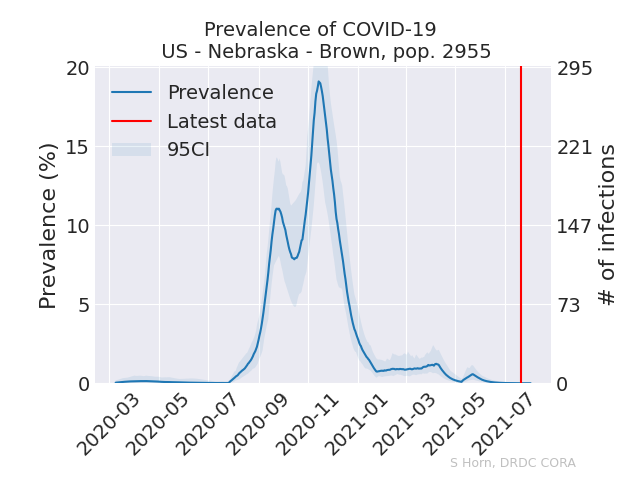 Prevalence of COVID-19
US - Nebraska - Brown, pop. 2955
Prevalence (%)
20
15
10
5
0
Prevalence
Latest data
95CI
295
221
147
73
0
# of infections
2020-03
2020-05
2020-07
2020-09
2020-11
2021-01
2021-03
2021-05
2021-07
S Horn, DRDC CORA